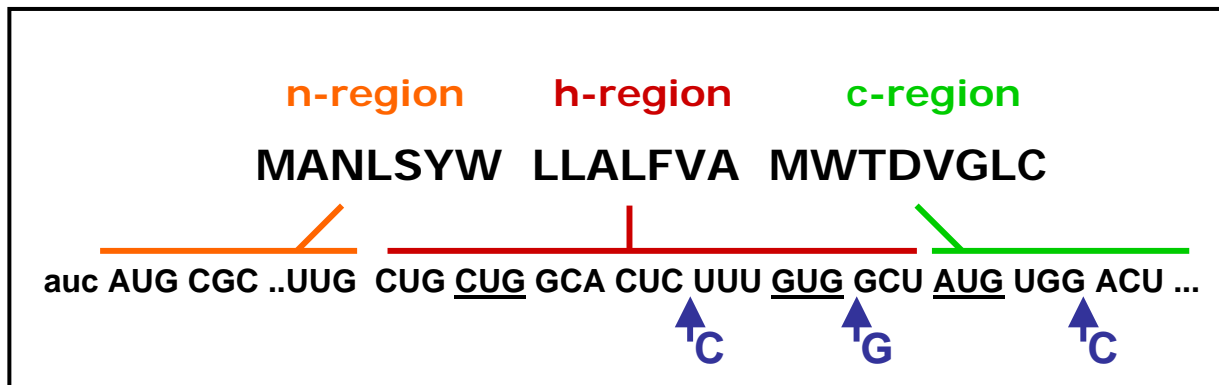 n-region h-region c-region
MANLSYW LLALFVA MWTDVGLC
auc AUG CGC ..UUG CUG CUG GCA CUC UUU GUG GCU AUG UGG ACU ...
C G C